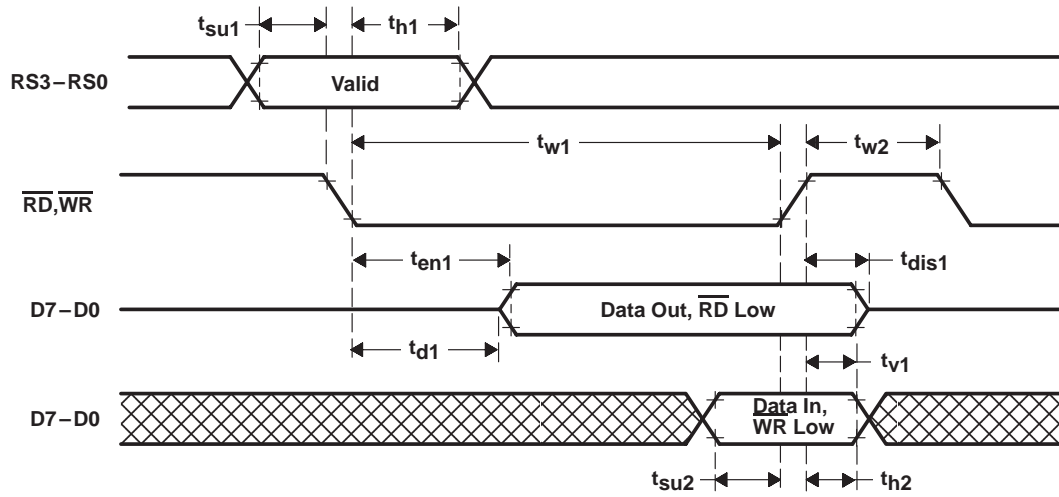 tsu1
th1
RS3–RS0
Valid
tw1
tw2
RD,WR
ten1
tdis1
D7–D0
Data Out, RD Low
td1
tv1
D7–D0
Data In,
WR Low
tsu2
th2